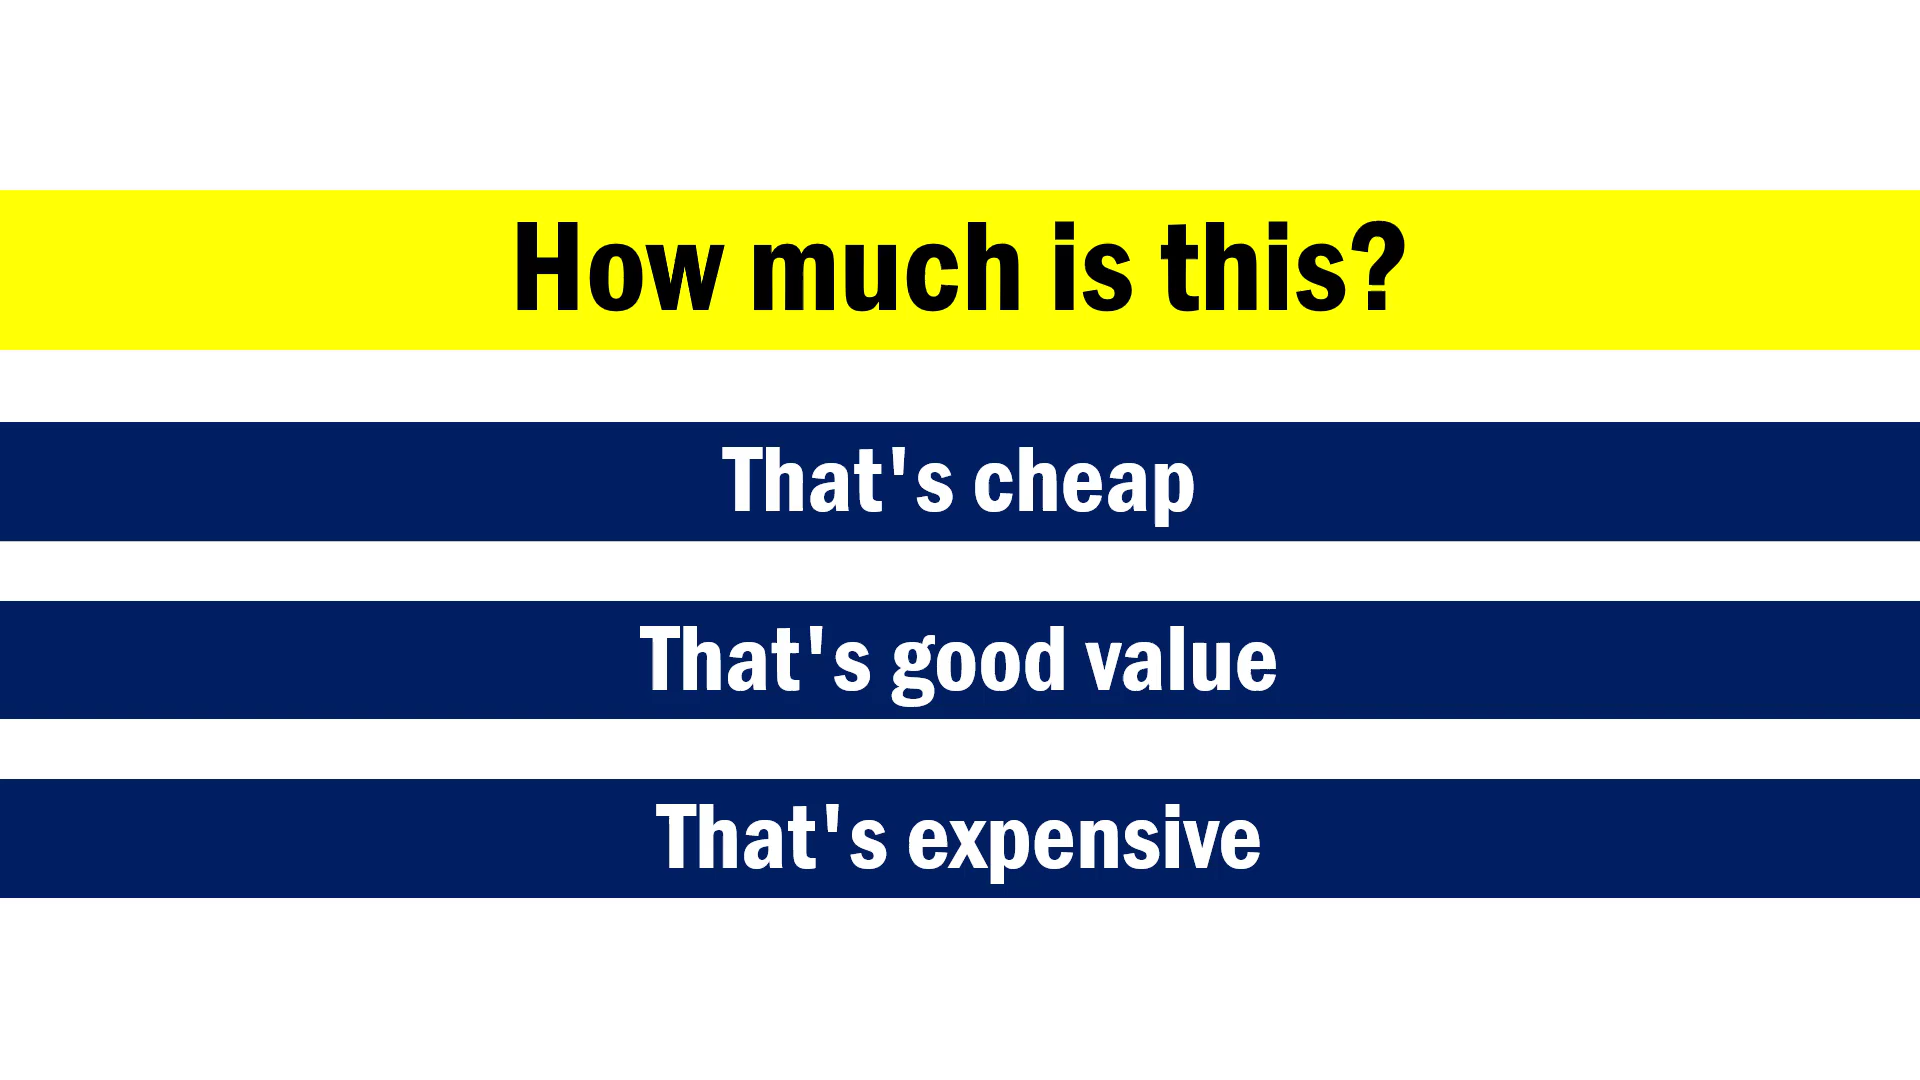 How much is this?
That's cheap
That's good value
That's expensive